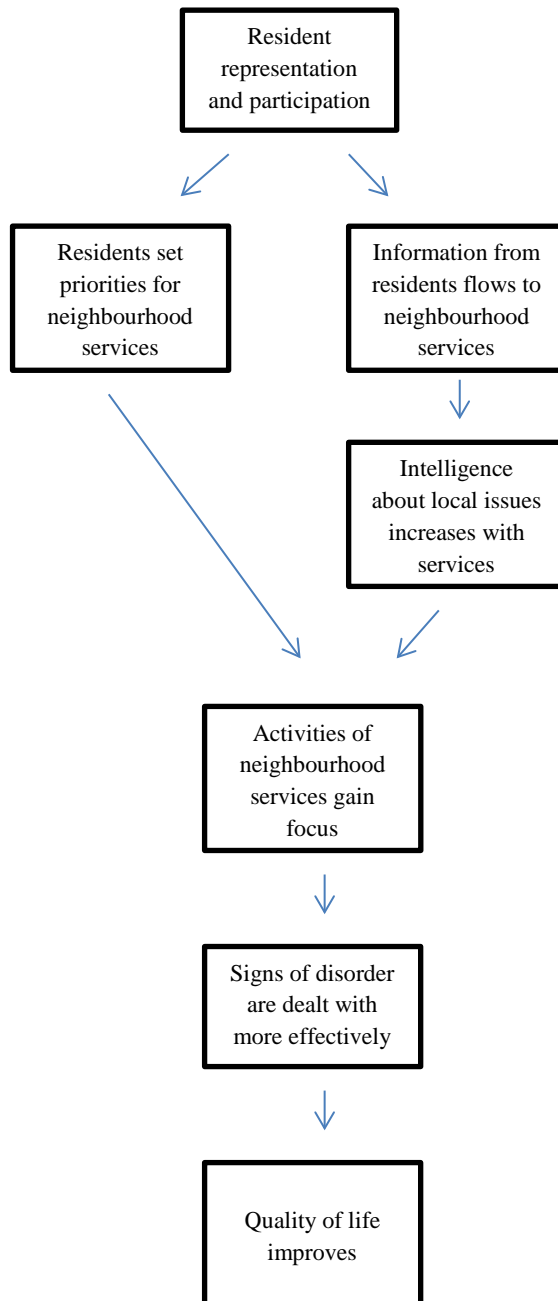 Resident
representation
and participation
Residents set
priorities for
neighbourhood
services
Information from
residents flows to
neighbourhood
services
Intelligence
about local issues
increases with
services
Activities of
neighbourhood
services gain
focus
Signs of disorder
are dealt with
more effectively
Quality of life
improves